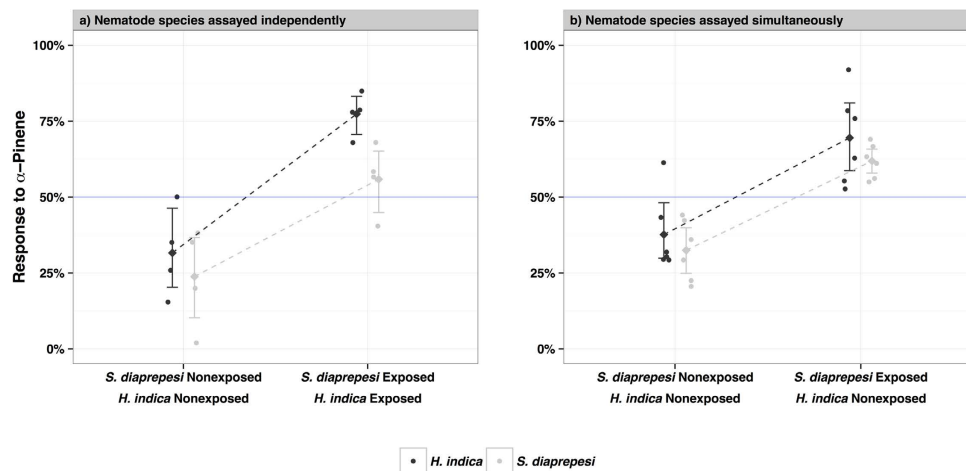 a) Nematode species assayed independently
b) Nematode species assayed simultaneously
Response to α−Pinene
100%
75%
50%
25%
0%
S. diaprepesi Nonexposed
H. indica Nonexposed
S. diaprepesi Exposed
H. indica Exposed
100%
75%
50%
25%
0%
S. diaprepesi Nonexposed
H. indica Nonexposed
S. diaprepesi Exposed
H. indica Nonexposed
H. indica
S. diaprepesi